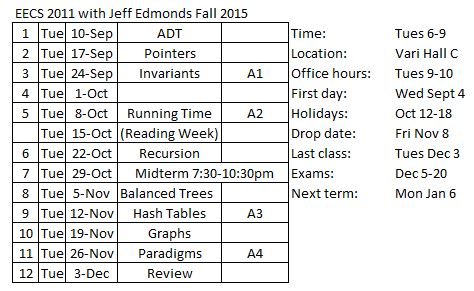 EECS 2011 with Jeff Edmonds Fall 2015
1 Tue 10-Sep ADT Time: Tues 6-9
2 Tue 17-Sep Pointers Location: Vari Hall C
3 Tue 24-Sep Invariants A1 Office hours: Tues 9-10
4 Tue 1-Oct First day: Wed Sept 4
5 Tue 8-Oct Running Time A2 Holidays: Oct 12-18
Tue 15-Oct (Reading Week) Drop date: Fri Nov 8
6 Tue 22-Oct Recursion Last class: Tues Dec 3
7 Tue 29-Oct Midterm 7:30-10:30pm Exams: Dec 5-20
8 Tue 5-Nov Balanced Trees Next term: Mon Jan 6
9 Tue 12-Nov Hash Tables A3
10 Tue 19-Nov Graphs
11 Tue 26-Nov Paradigms A4
12 Tue 3-Dec Review